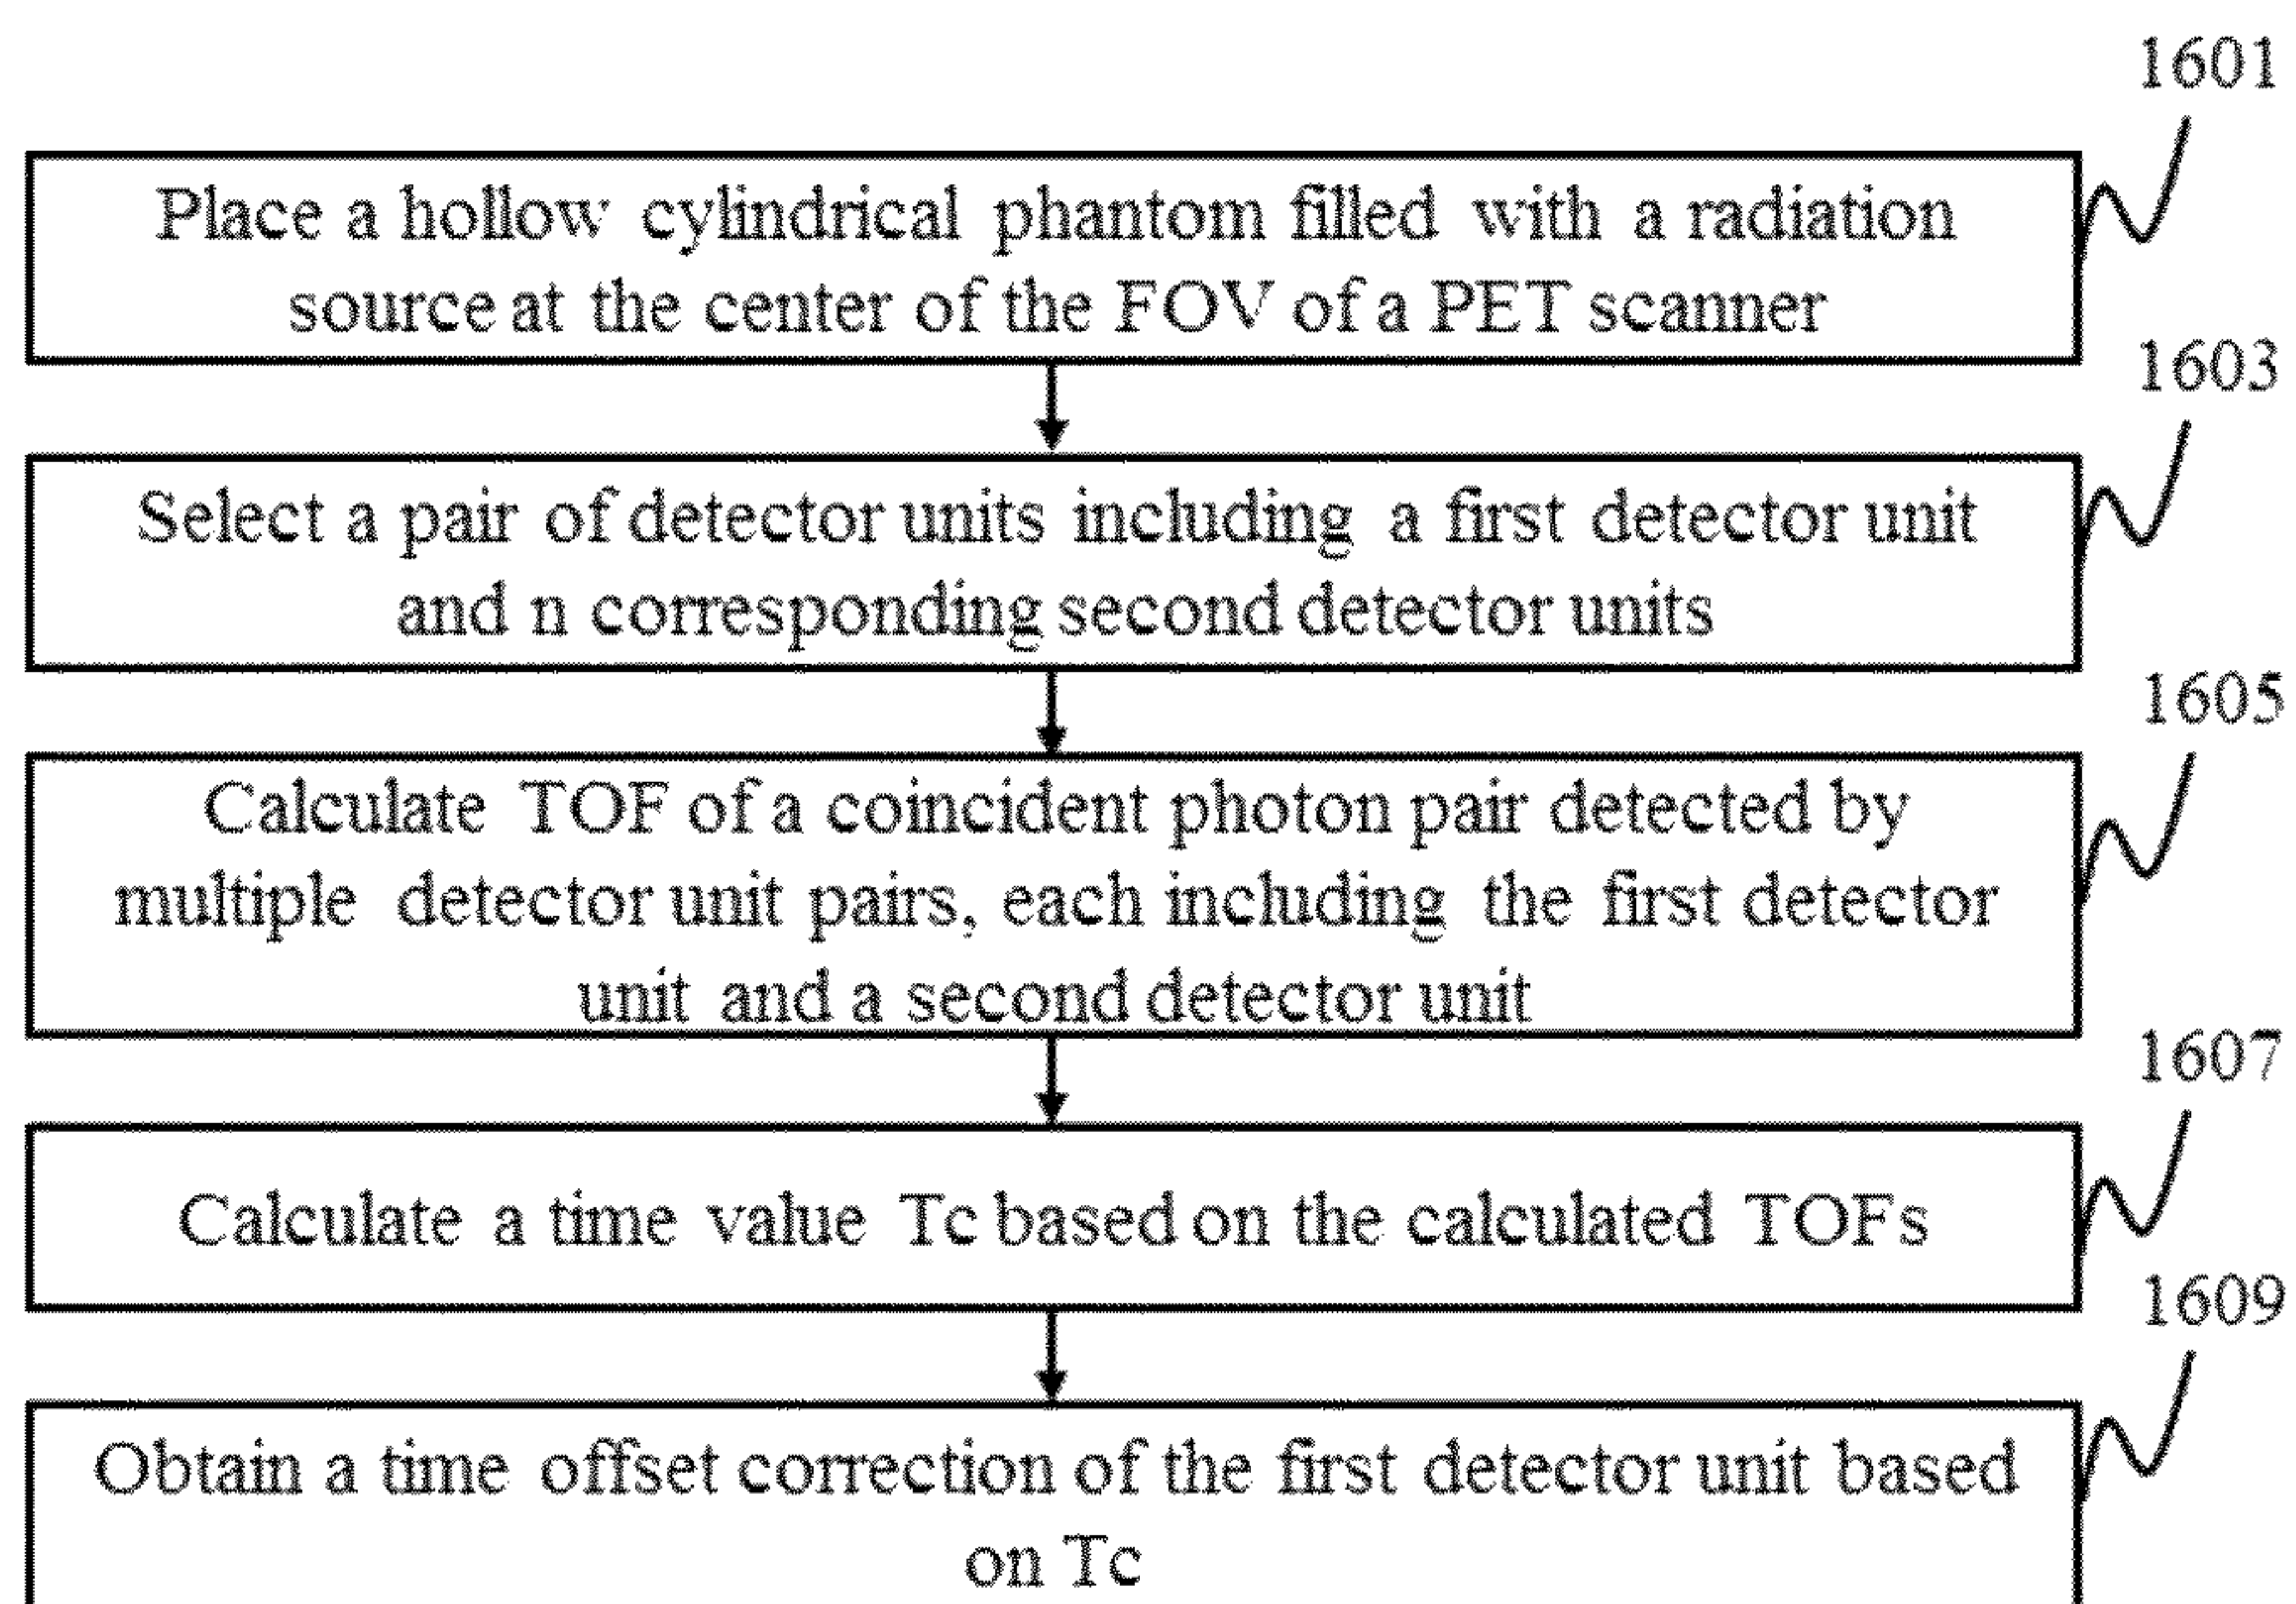 1601
Place a hollow cylindrical phantom filled with a radiation
source at the center of the FOV of a PET scanner
1603
Select a pair of detector units including a first detector unit
and n corresponding second detector units
1605
Calculate TOF of a coincident photon pair detected by
multiple detector unit pairs, each including the first detector
unit and a second detector unit
1607
Calculate a time value Tc based on the calculated TOFs
1609
Obtain a time offset correction of the first detector unit based
on Tc